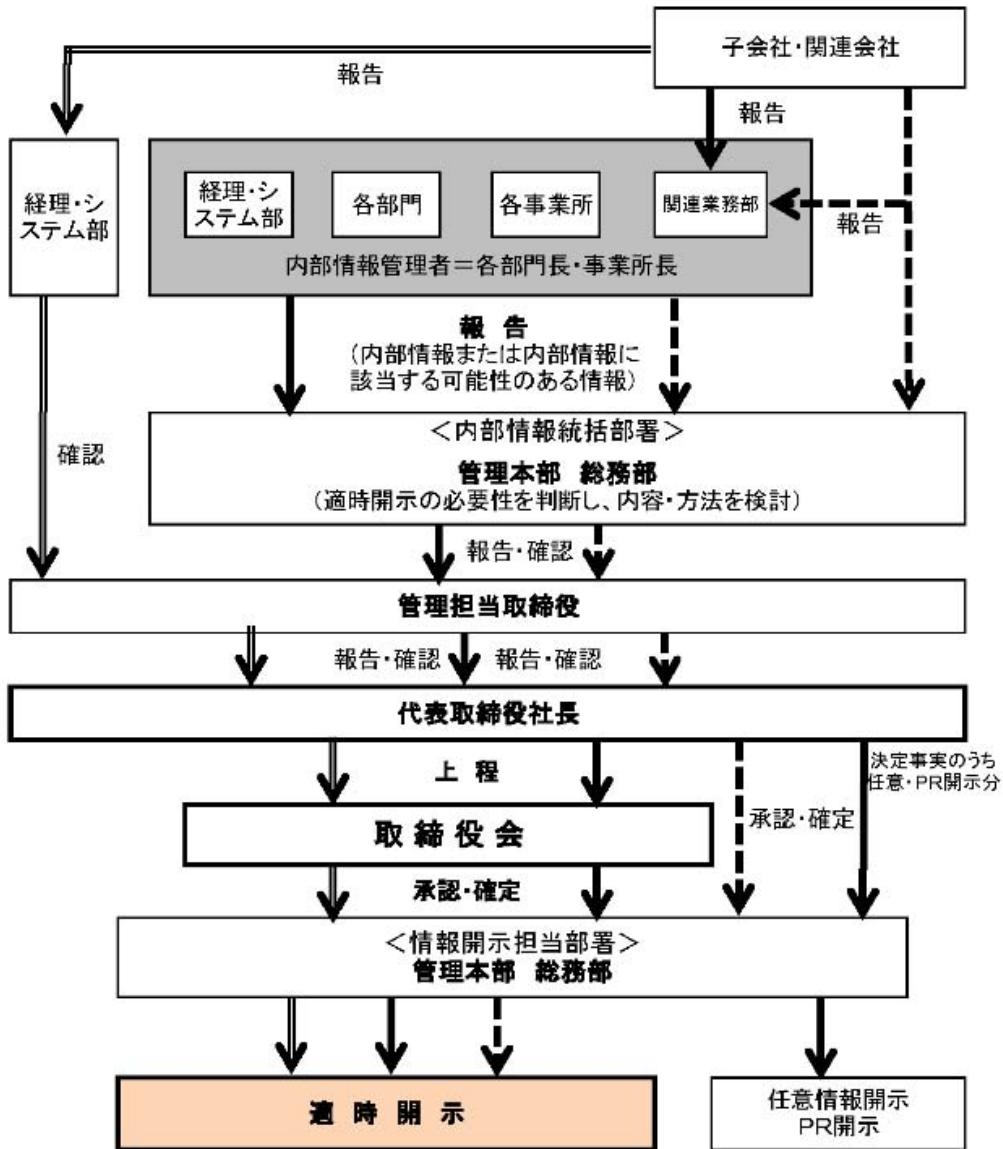 子会社・関連会社
報告
報告
経理・シ
ステム部
経理・シ
ステム部
各部門
各事業所
関連業務部
報告
内部情報管理者＝各部門長・事業所長
報 告
（内部情報または内部情報に
該当する可能性のある情報）
＜内部情報統括部署＞
管理本部 総務部
（適時開示の必要性を判断し、内容・方法を検討）
確認
報告・確認
管理担当取締役
報告・確認
報告・確認
代表取締役社長
上 程
決定事実のうち
任意・PR開示分
取 締 役 会
承認・確定
承認・確定
＜情報開示担当部署＞
管理本部 総務部
適 時 開 示
任意情報開示
PR開示